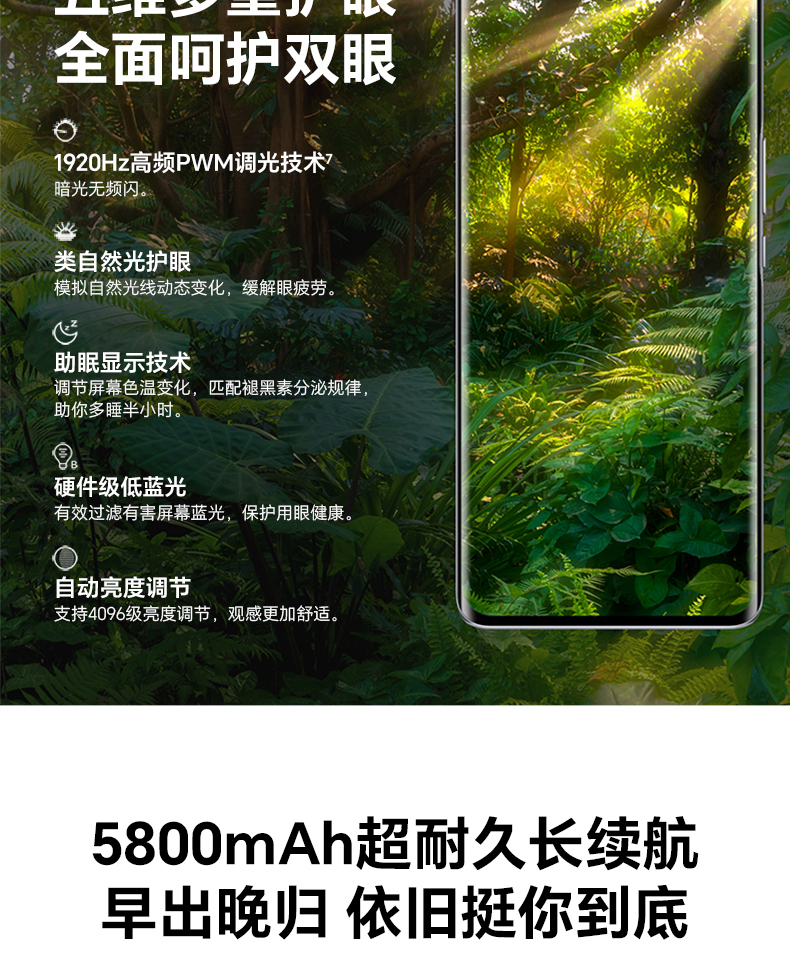 五维多重护眼
全面呵护双眼
1920Hz高频PWM调光技术7
暗光无频闪。
类自然光护眼
模拟自然光线动态变化，缓解眼疲劳。
zz
助眠显示技术
调节屏幕色温变化，匹配褪黑素分泌规律，
助你多睡半小时。
B
硬件级低蓝光
有效过滤有害屏幕蓝光，保护用眼健康。
自动亮度调节
支持4096级亮度调节，观感更加舒适。
5800mAh超耐久长续航
早出晚归 依旧挺你到底